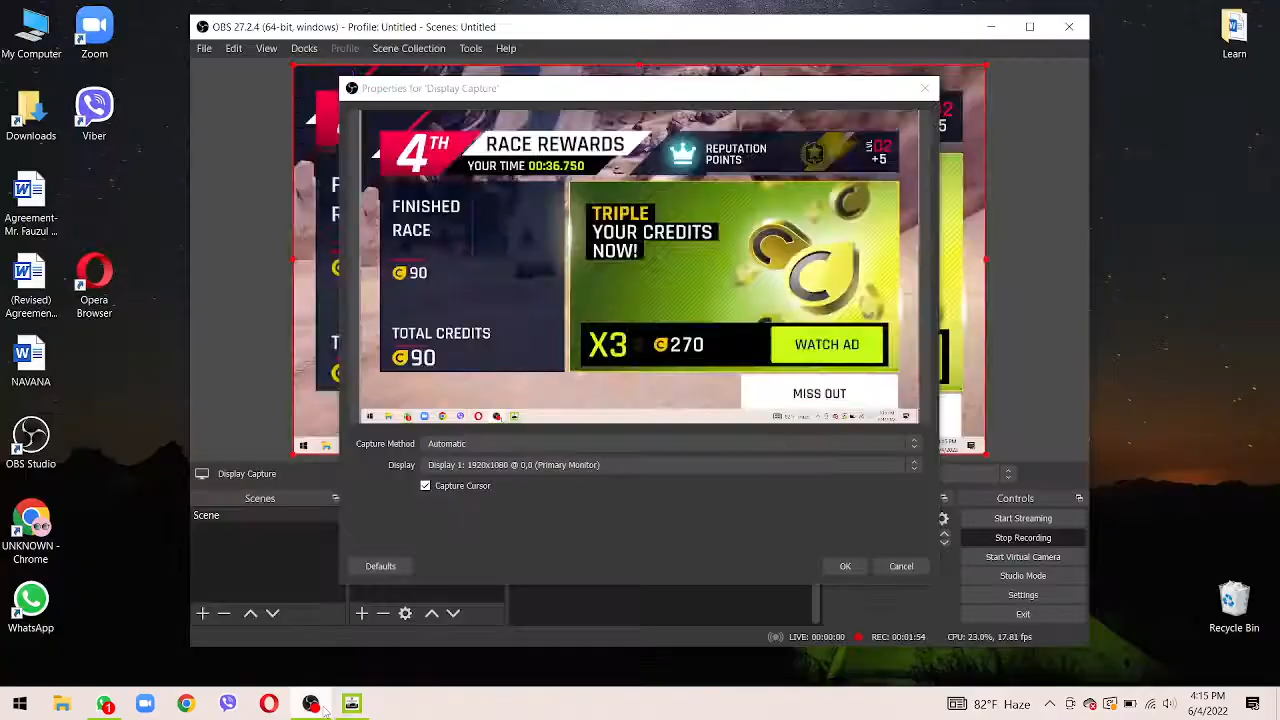 My Computer
Zoom
Downloads
Viber
Agreement-
Mr. Fauzul ...
(Revised)
Agreemen...
Opera
Browser
NAVANA
OBS Studio
UNKNOWN -
Chrome
WhatsApp
Learn
Recycle Bin
OBS 27.2.4 (64-bit, windows) - Profile: Untitled - Scenes: Untitled
File Edit View Docks Profile Scene Collection Tools Help
Properties for 'Display Capture'
4TH
RACE REWARDS
YOUR TIME 00:36.750
REPUTATION
POINTS
LVL 02
+5
FINISHED
RACE
90
TOTAL CREDITS
90
TRIPLE
YOUR CREDITS
NOW!
X3 270
WATCH AD
MISS OUT
Capture Method Automatic
Display Display 1: 1920x1080 @ 0,0 (Primary Monitor)
Capture Cursor
Defaults OK Cancel
Display Capture
Scenes
Scene
Controls
Start Streaming
Stop Recording
Start Virtual Camera
Studio Mode
Settings
Exit
LIVE: 00:00:00 REC: 00:01:54 CPU: 23.0%, 17.81 fps
82°F Haze
4:15 PM
6/4/2022